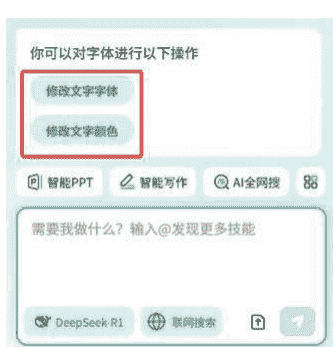 你可以对字体进行以下操作
修改文字字体
修改文字颜色
智能PPT 智能写作 AI全网搜
需要我做什么？输入@发现更多技能
DeepSeek-R1 联网搜索